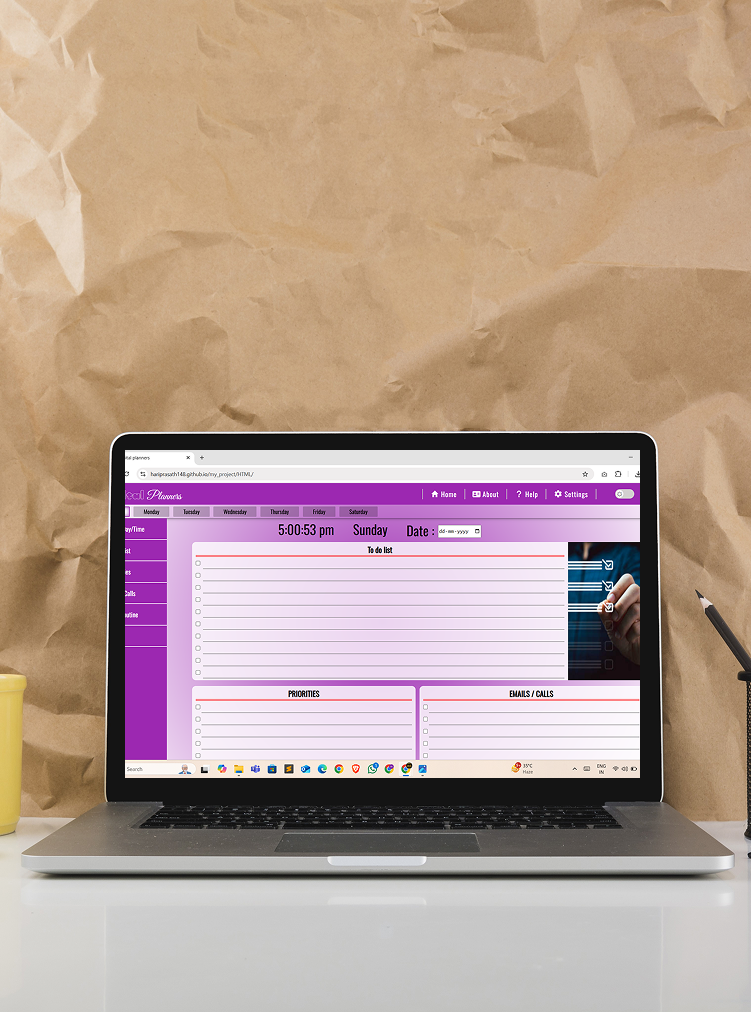 ital planners
hariprasath148.github.io/my_project/HTML/
eal Planners
Home
About
? Help
Settings
Monday
Tuesday
Wednesday
Thursday
Friday
Saturday
ay/Time
ist
es
Calls
outine
5:00:53 pm
Sunday
Date :
dd-mm-yyyy
To do list
PRIORITIES
EMAILS / CALLS
Search
33°C
Haze
ENG
IN